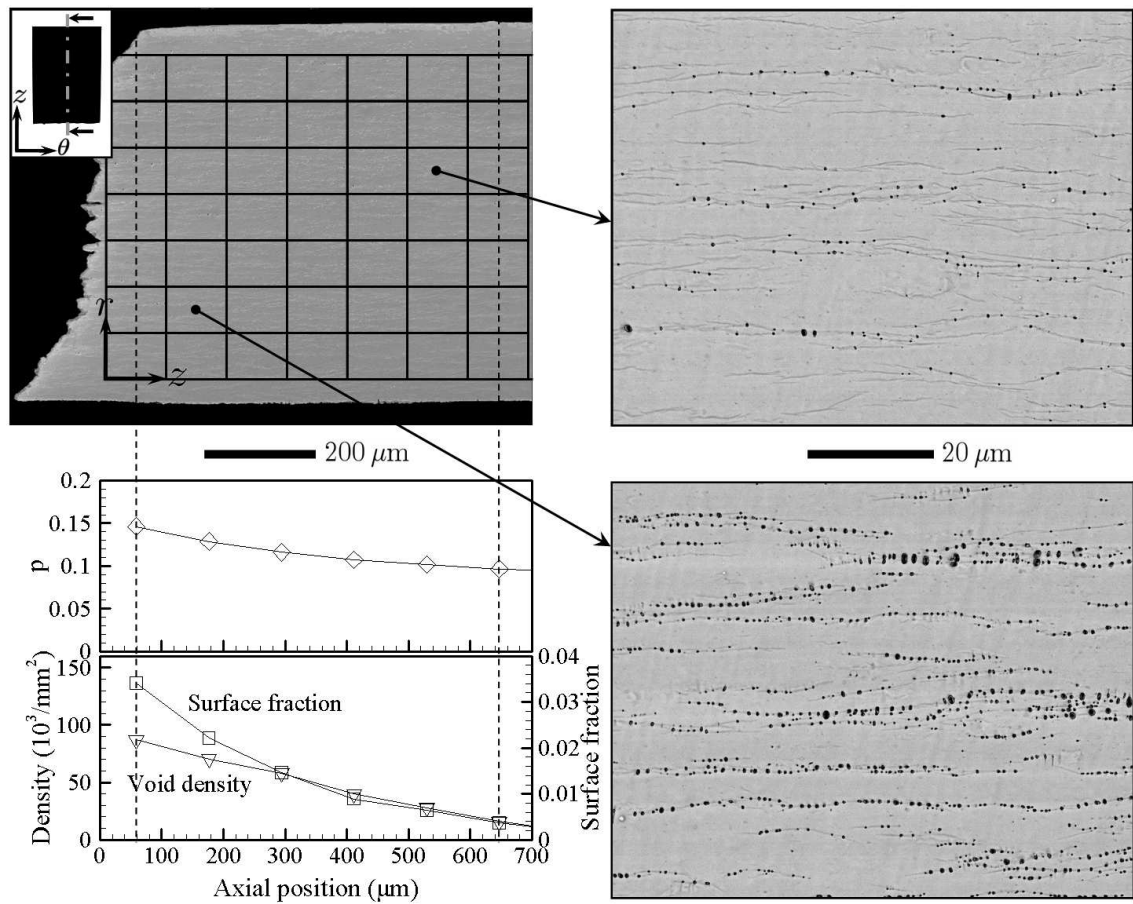 z
θ
r
z
200 μm
20 μm
0.2
0.15
0.1
0.05
0
p
150
100
50
0
Density (10³/mm²)
Surface fraction
Void density
0.04
0.03
0.02
0.01
0
Surface fraction
0 100 200 300 400 500 600 700
Axial position (μm)